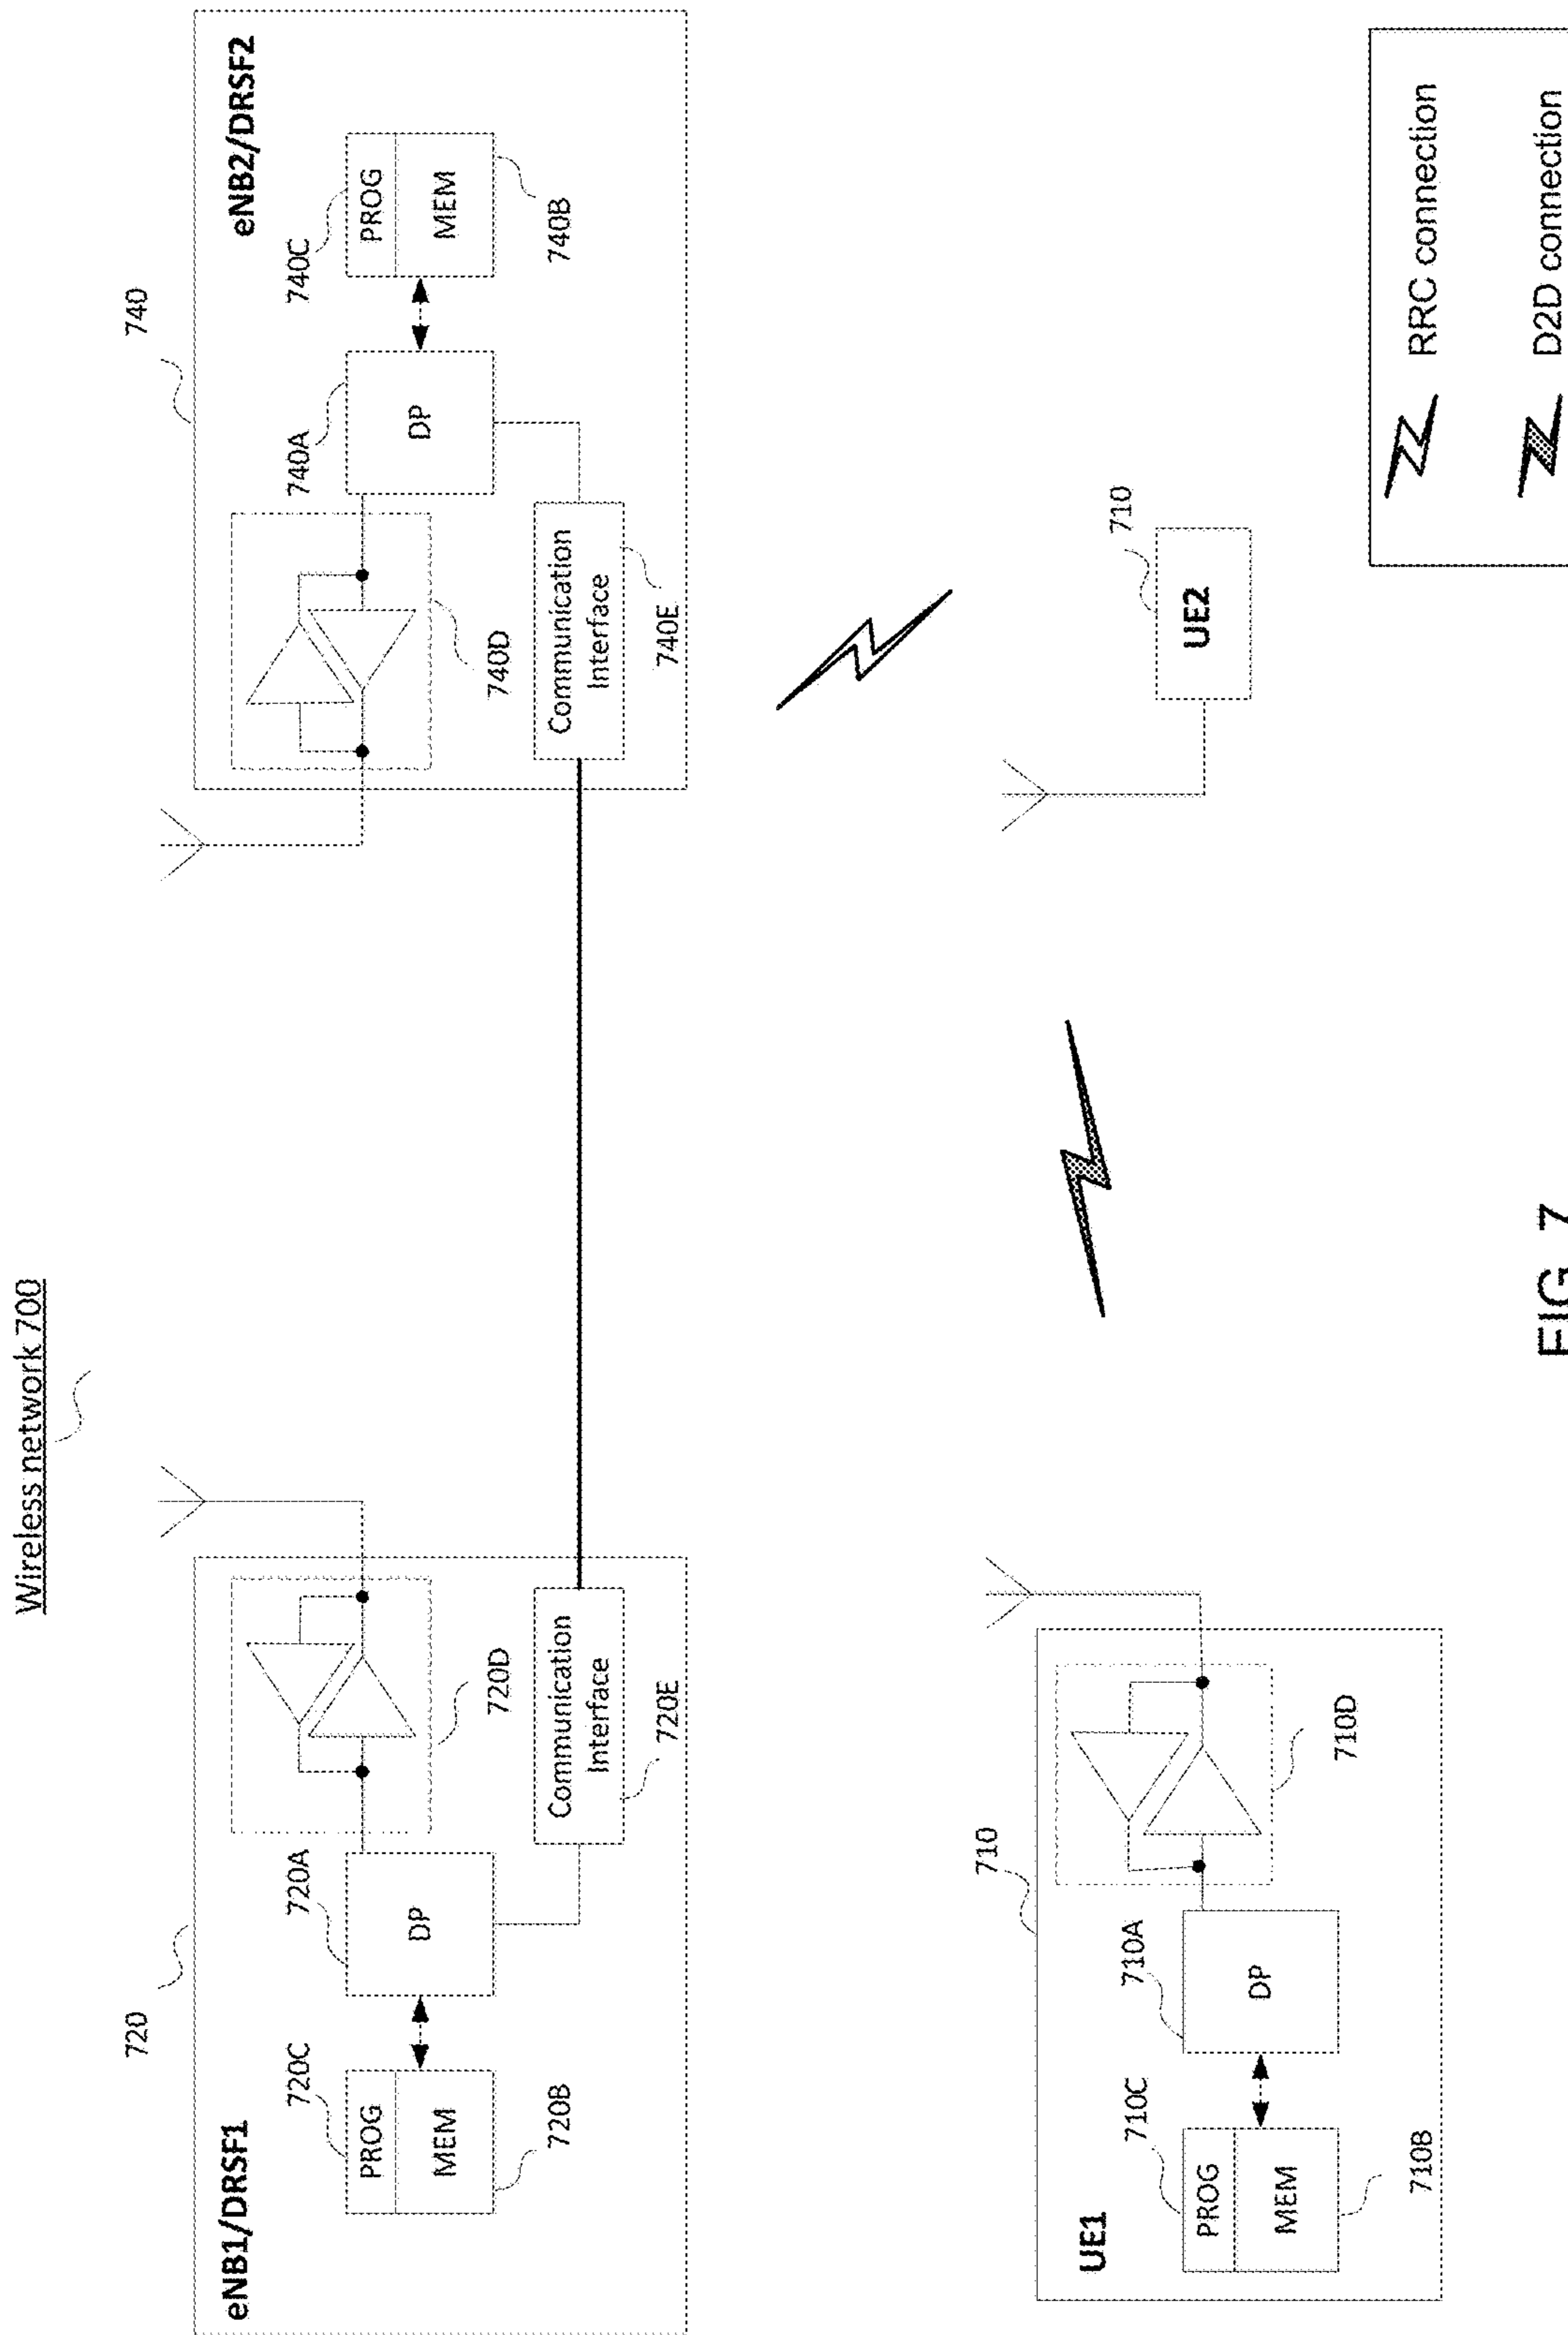 Wireless network 700
720
740
eNB1/DRSF1
eNB2/DRSF2
720C
720A
740A
740C
PROG
MEM
DP
DP
PROG
MEM
720B
720D
740D
740B
Communication
Interface
Communication
Interface
720E
740E
710
710
UE1
UE2
710C
710A
PROG
MEM
DP
710B
710D
RRC connection
D2D connection
FIG. 7